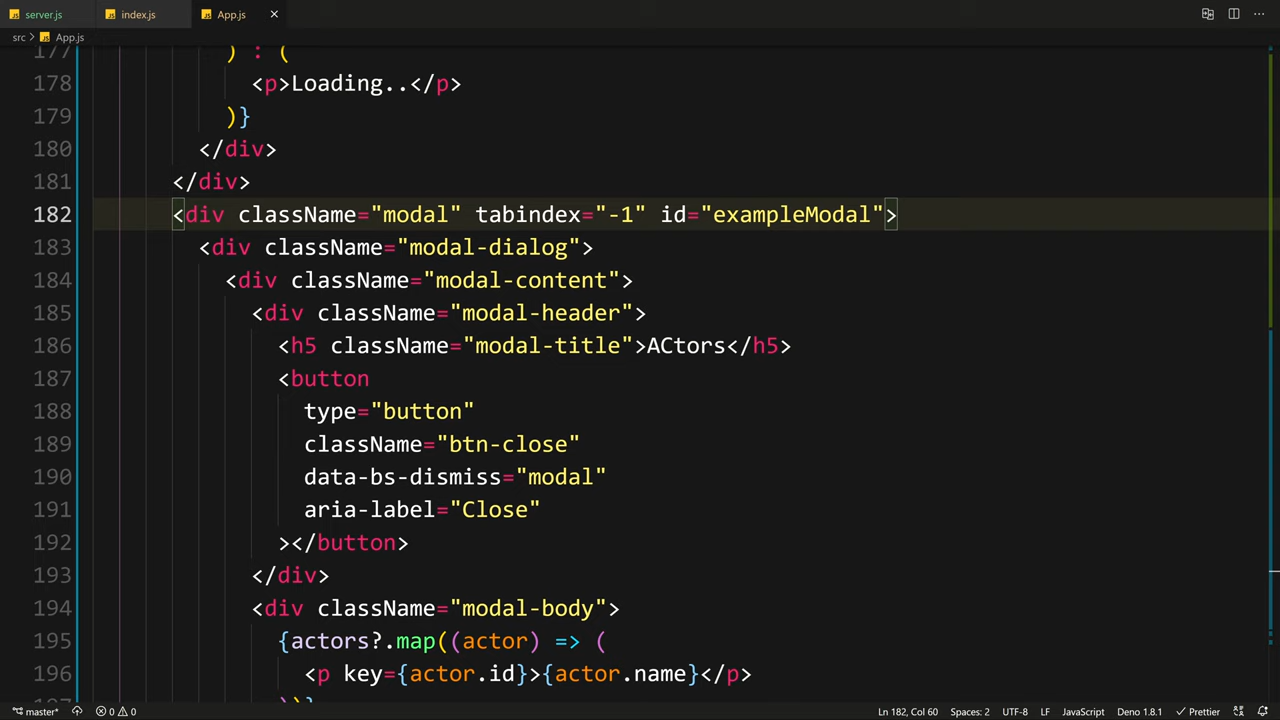 server.js index.js App.js
src App.js
177 ) : (
178 <p>Loading..</p>
179 )}
180 </div>
181 </div>
182 <div className="modal" tabindex="-1" id="exampleModal">
183 <div className="modal-dialog">
184 <div className="modal-content">
185 <div className="modal-header">
186 <h5 className="modal-title">ACtors</h5>
187 <button
188 type="button"
189 className="btn-close"
190 data-bs-dismiss="modal"
191 aria-label="Close"
192 ></button>
193 </div>
194 <div className="modal-body">
195 {actors?.map((actor) => (
196 <p key={actor.id}>{actor.name}</p>
197 ))}
master* 0 0 Ln 182, Col 60 Spaces: 2 UTF-8 LF JavaScript Deno 1.8.1 Prettier